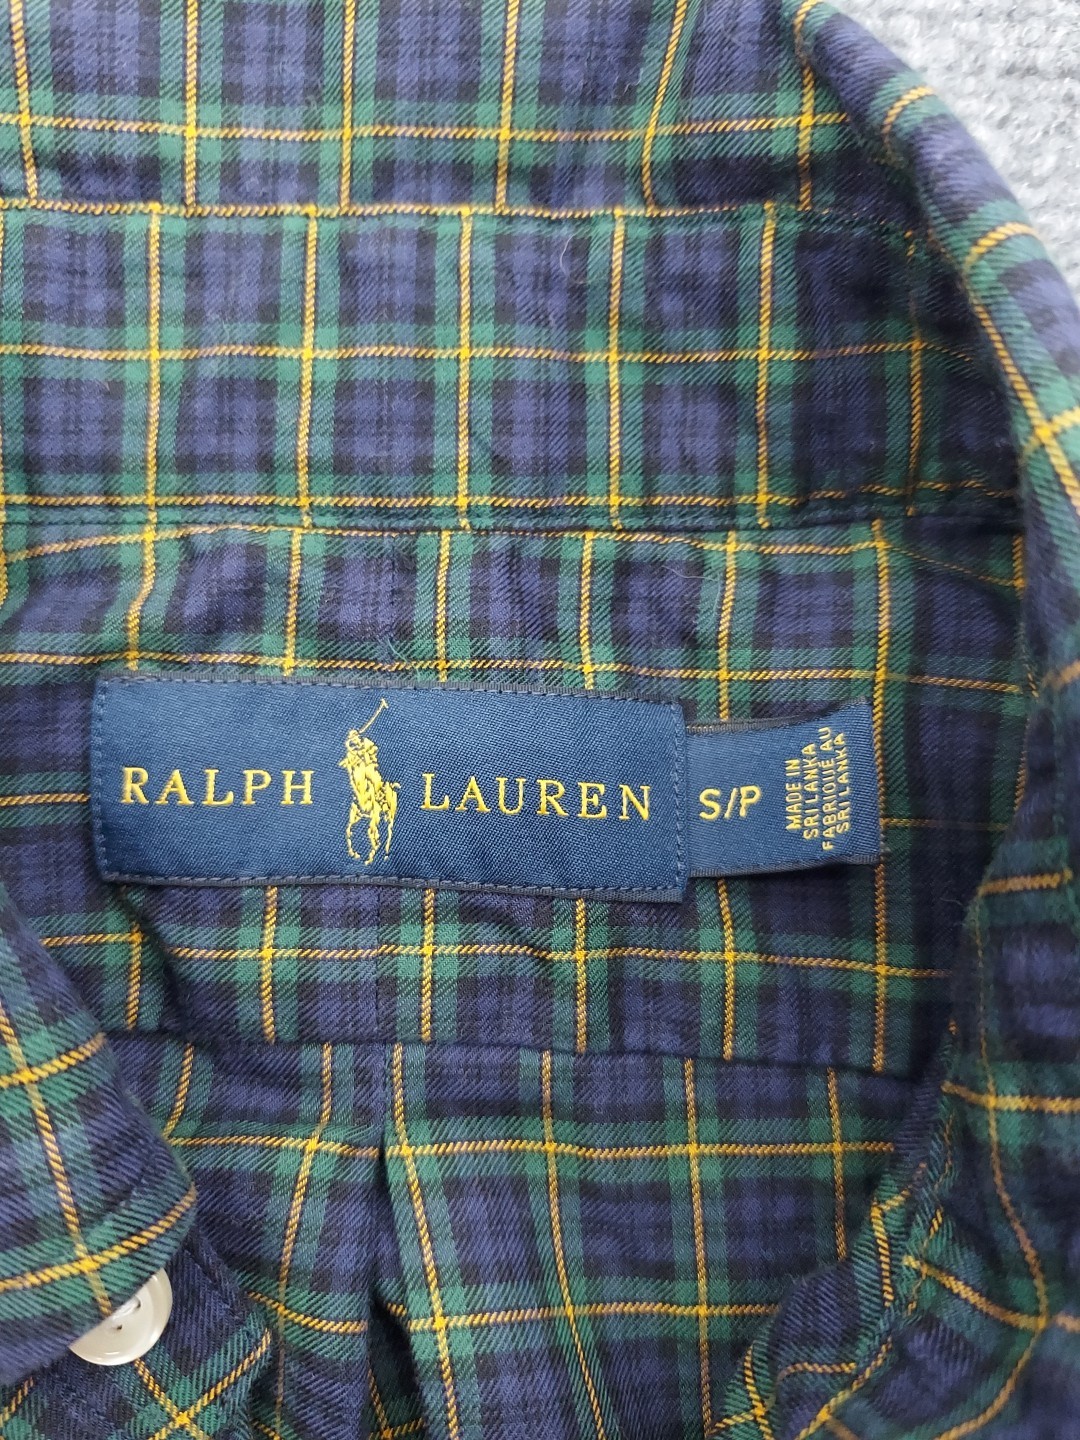 RALPH LAUREN
S/P
MADE IN
SRI LANKA
FABRIQUÉ AU
SRI LANKA